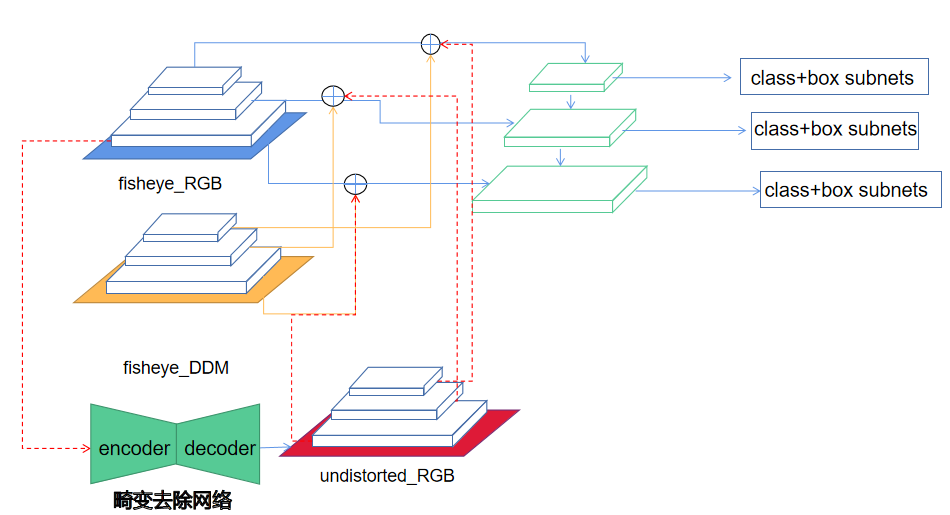 class+box subnets
class+box subnets
class+box subnets
fisheye_RGB
fisheye_DDM
encoder
decoder
undistorted_RGB
畸变去除网络